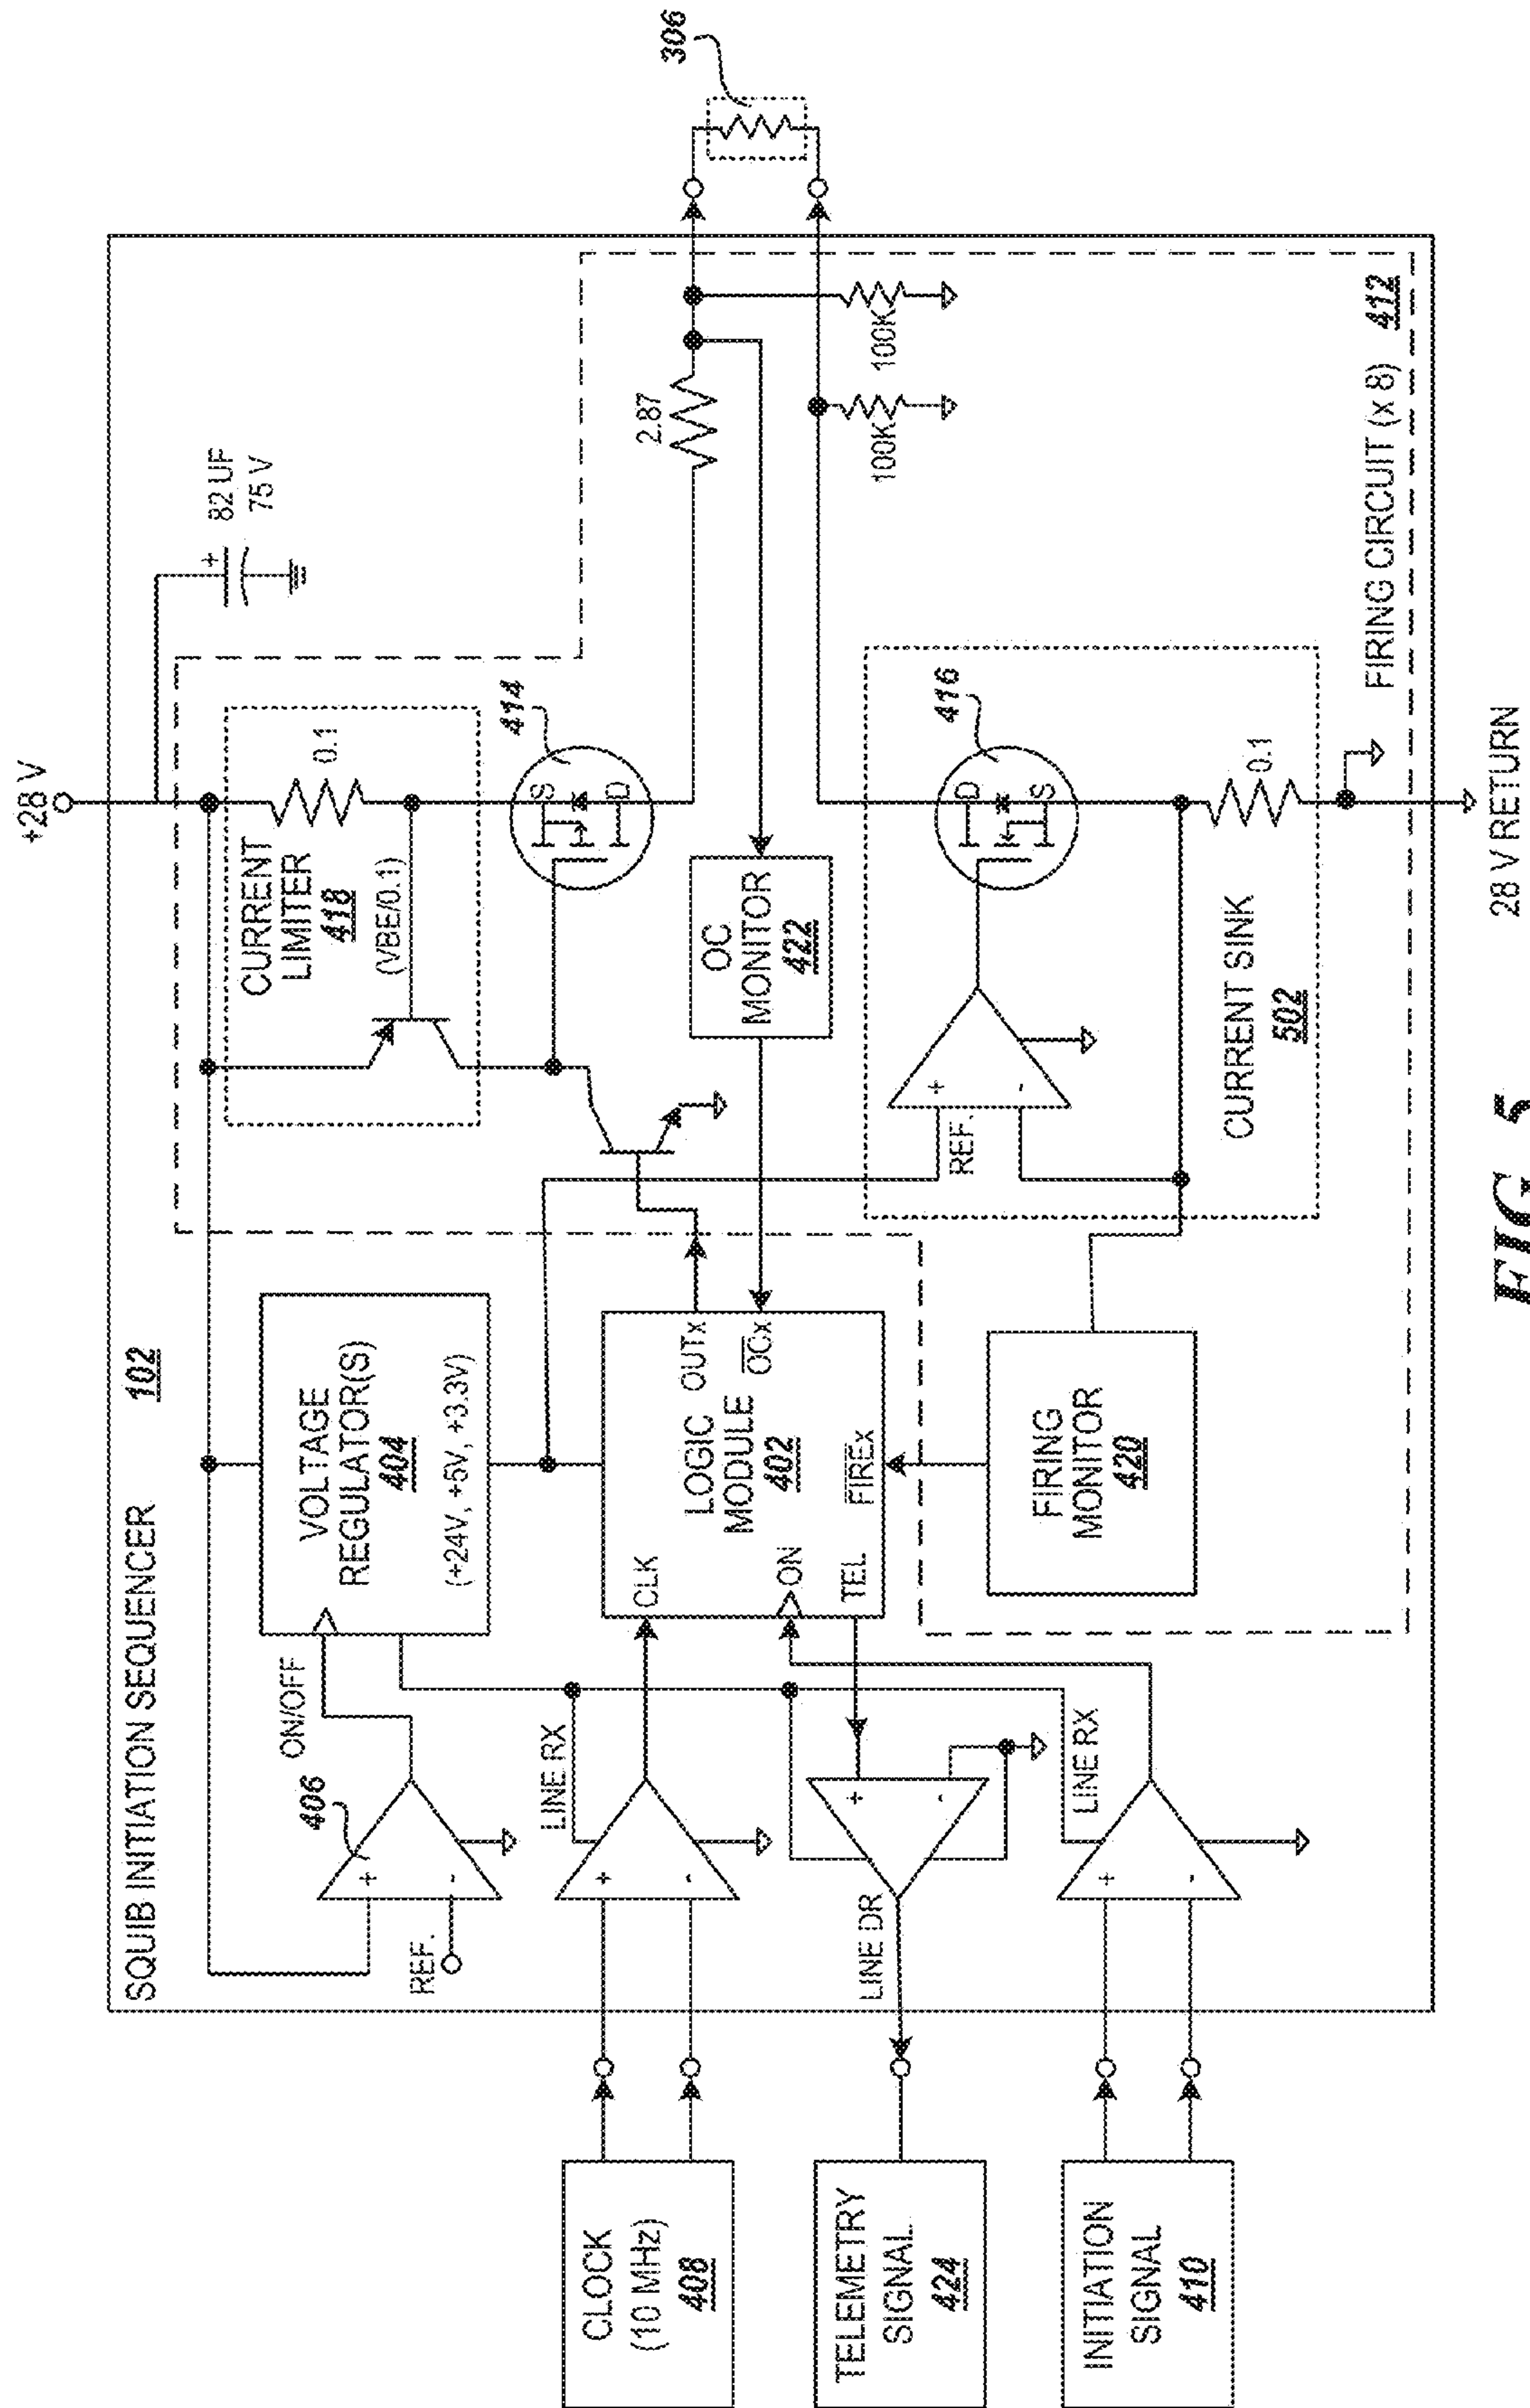 SQUIB INITIATION SEQUENCER
102
+28 V
82 UF
75 V
+
CURRENT
LIMITER
418
0.1
(VBE/0.1)
VOLTAGE
REGULATOR(S)
404
(+24V, +5V, +3.3V)
ON/OFF
406
+
-
REF.
414
S
D
2.87
306
CLOCK
(10 MHz)
408
+
-
LINE RX
CLK
LOGIC
MODULE
402
OUTx
OCx
ON
TEL
FIREx
OC
MONITOR
422
100K
100K
TELEMETRY
SIGNAL
424
LINE DR
+
-
REF.
+
-
416
D
S
0.1
CURRENT SINK
502
INITIATION
SIGNAL
410
+
-
LINE RX
FIRING
MONITOR
420
FIRING CIRCUIT (x 8)
412
28 V RETURN
FIG. 5